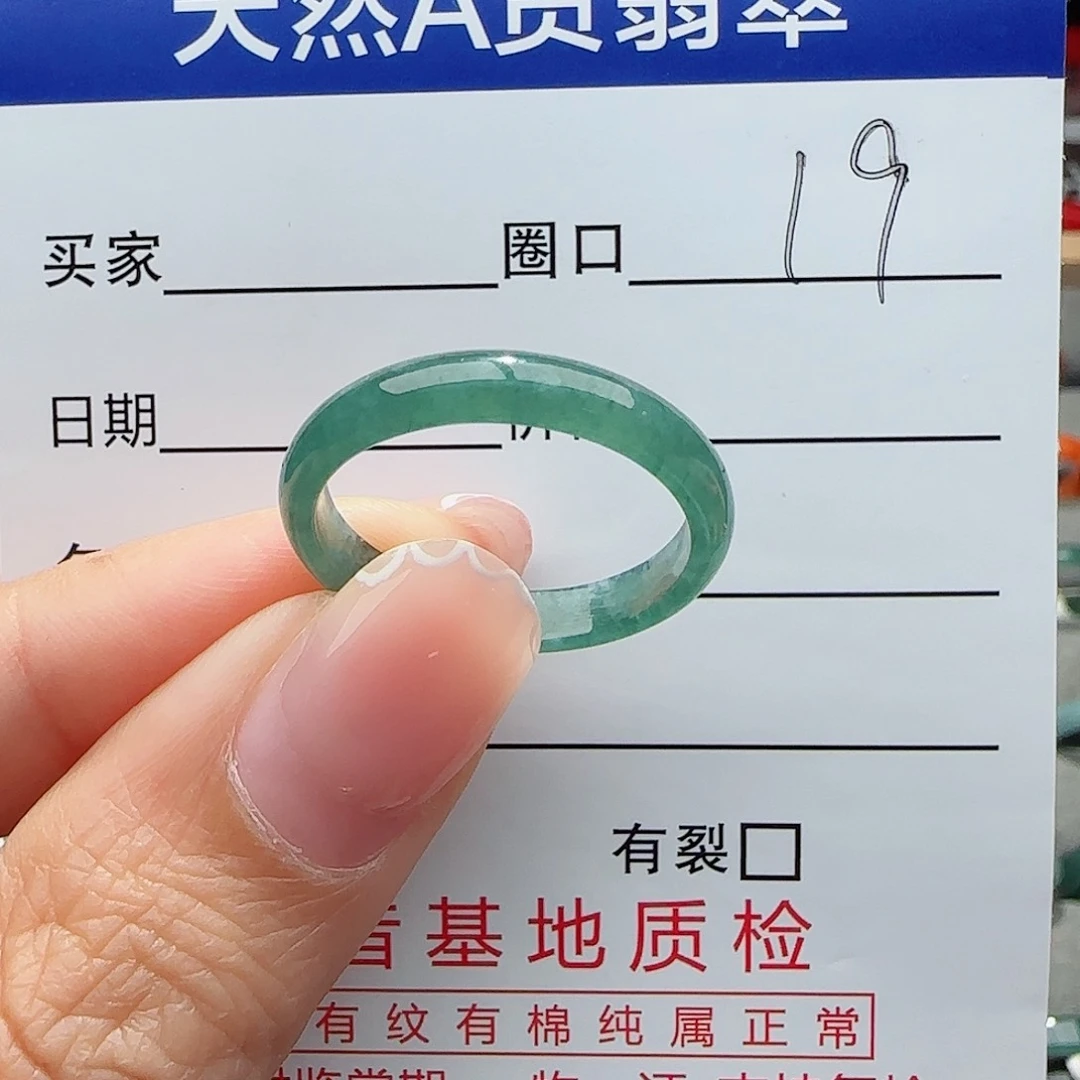 天然A货翡翠
买家 圈口 19
日期
有裂
基地质检
有纹有棉纯属正常